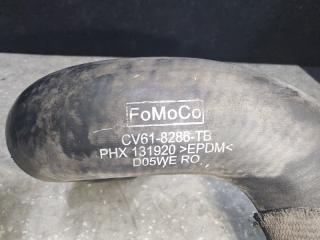 FoMoCo
CV61-8286-TB
PHX 131920 >EPDM<
D05WE RO